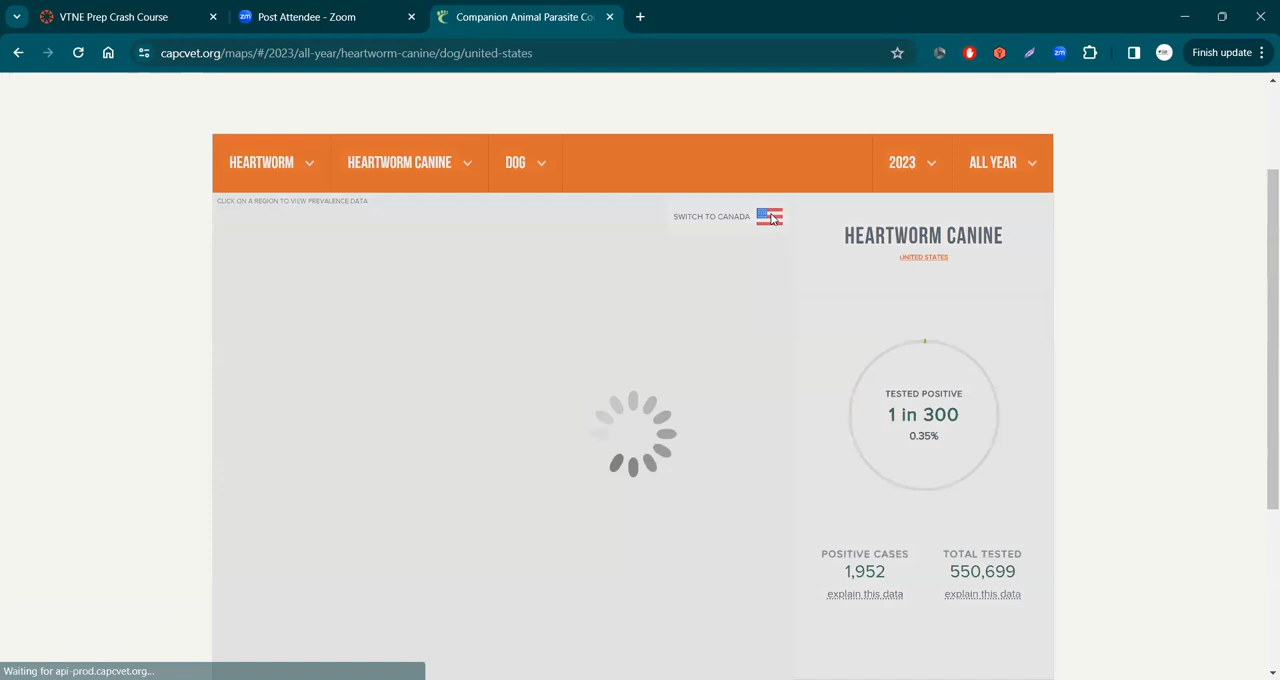 VTNE Prep Crash Course
Post Attendee - Zoom
Companion Animal Parasite Co
capcvet.org/maps/#/2023/all-year/heartworm-canine/dog/united-states
Finish update
HEARTWORM
HEARTWORM CANINE
DOG
2023
ALL YEAR
CLICK ON A REGION TO VIEW PREVALENCE DATA
SWITCH TO CANADA
HEARTWORM CANINE
UNITED STATES
TESTED POSITIVE
1 in 300
0.35%
POSITIVE CASES
TOTAL TESTED
1,952
550,699
explain this data
explain this data
Waiting for api-prod.capcvet.org...